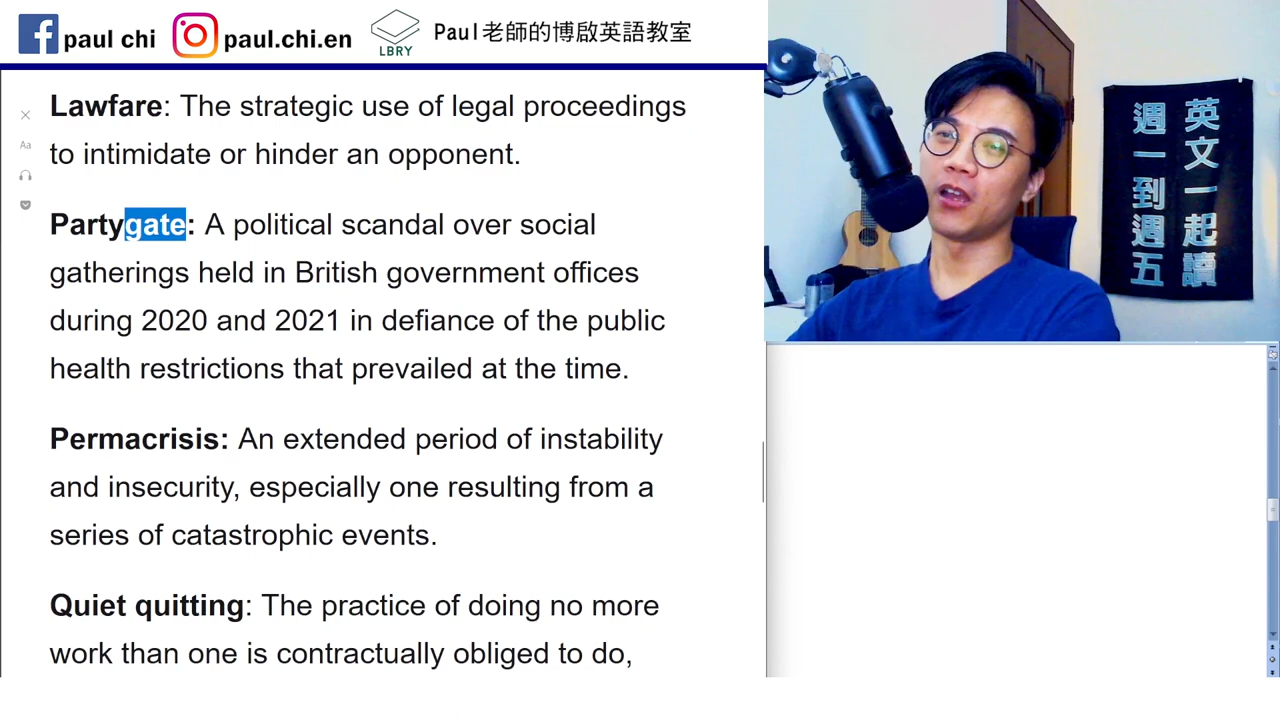 paul chi paul.chi.en LBRY Paul老師的博啟英語教室
Lawfare: The strategic use of legal proceedings
to intimidate or hinder an opponent.
Partygate: A political scandal over social
gatherings held in British government offices
during 2020 and 2021 in defiance of the public
health restrictions that prevailed at the time.
Permacrisis: An extended period of instability
and insecurity, especially one resulting from a
series of catastrophic events.
Quiet quitting: The practice of doing no more
work than one is contractually obliged to do,
Aa
英文一起讀
週一到週五